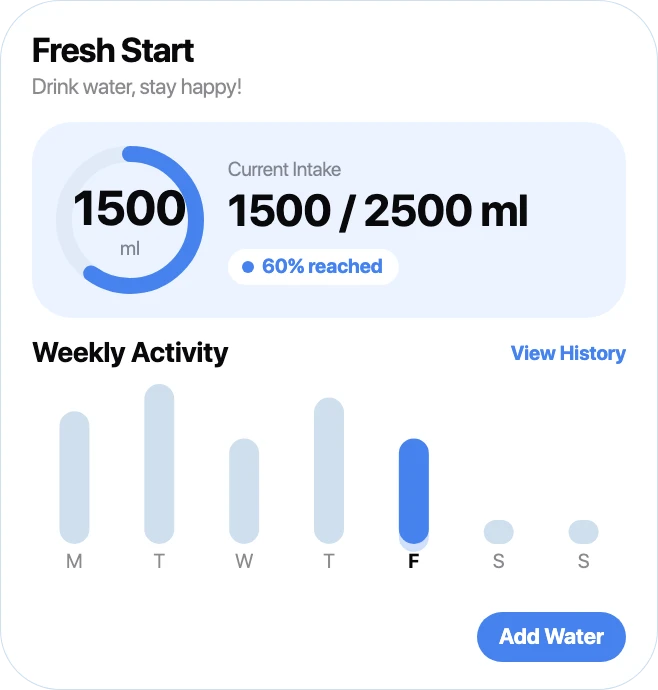 Fresh Start
Drink water, stay happy!
1500
ml
Current Intake
1500 / 2500 ml
60% reached
Weekly Activity
View History
M T W T F S S
Add Water